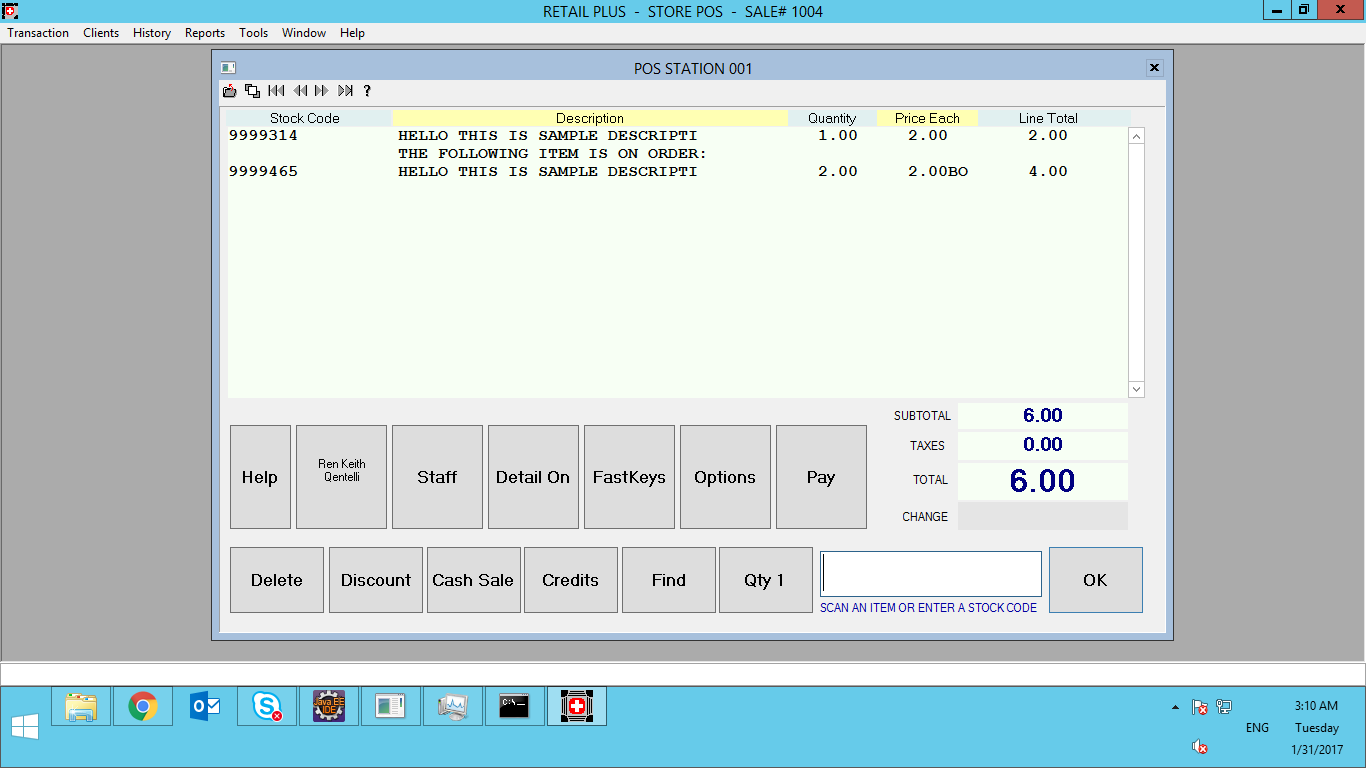 RETAIL PLUS - STORE POS - SALE# 1004
Transaction Clients History Reports Tools Window Help
POS STATION 001
?
Stock Code Description Quantity Price Each Line Total
9999314 HELLO THIS IS SAMPLE DESCRIPTI 1.00 2.00 2.00
THE FOLLOWING ITEM IS ON ORDER:
9999465 HELLO THIS IS SAMPLE DESCRIPTI 2.00 2.00BO 4.00
SUBTOTAL 6.00
TAXES 0.00
TOTAL 6.00
CHANGE
Help
Ren Keith
Qentelli
Staff
Detail On
FastKeys
Options
Pay
Delete
Discount
Cash Sale
Credits
Find
Qty 1
SCAN AN ITEM OR ENTER A STOCK CODE
OK
Java EE
IDE
C:\
ENG
3:10 AM
Tuesday
1/31/2017